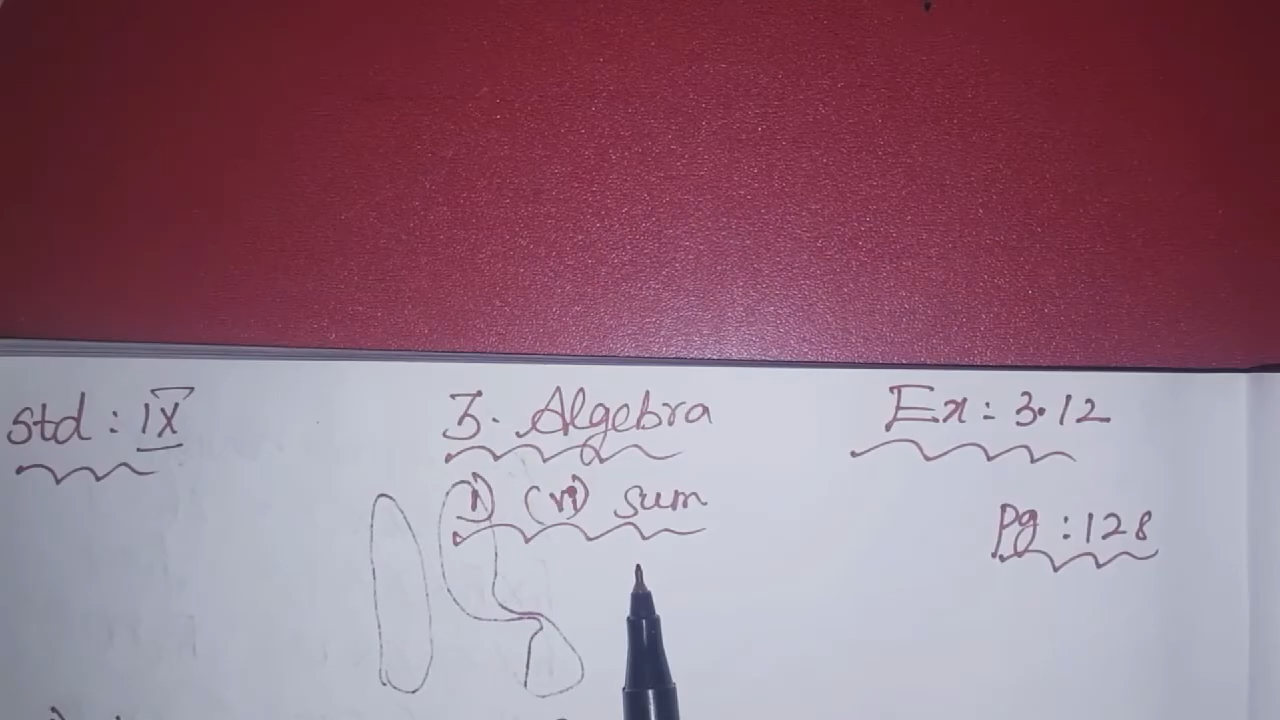 Std : IX
3. Algebra
Ex : 3.12
1) (vi) sum
Pg : 128